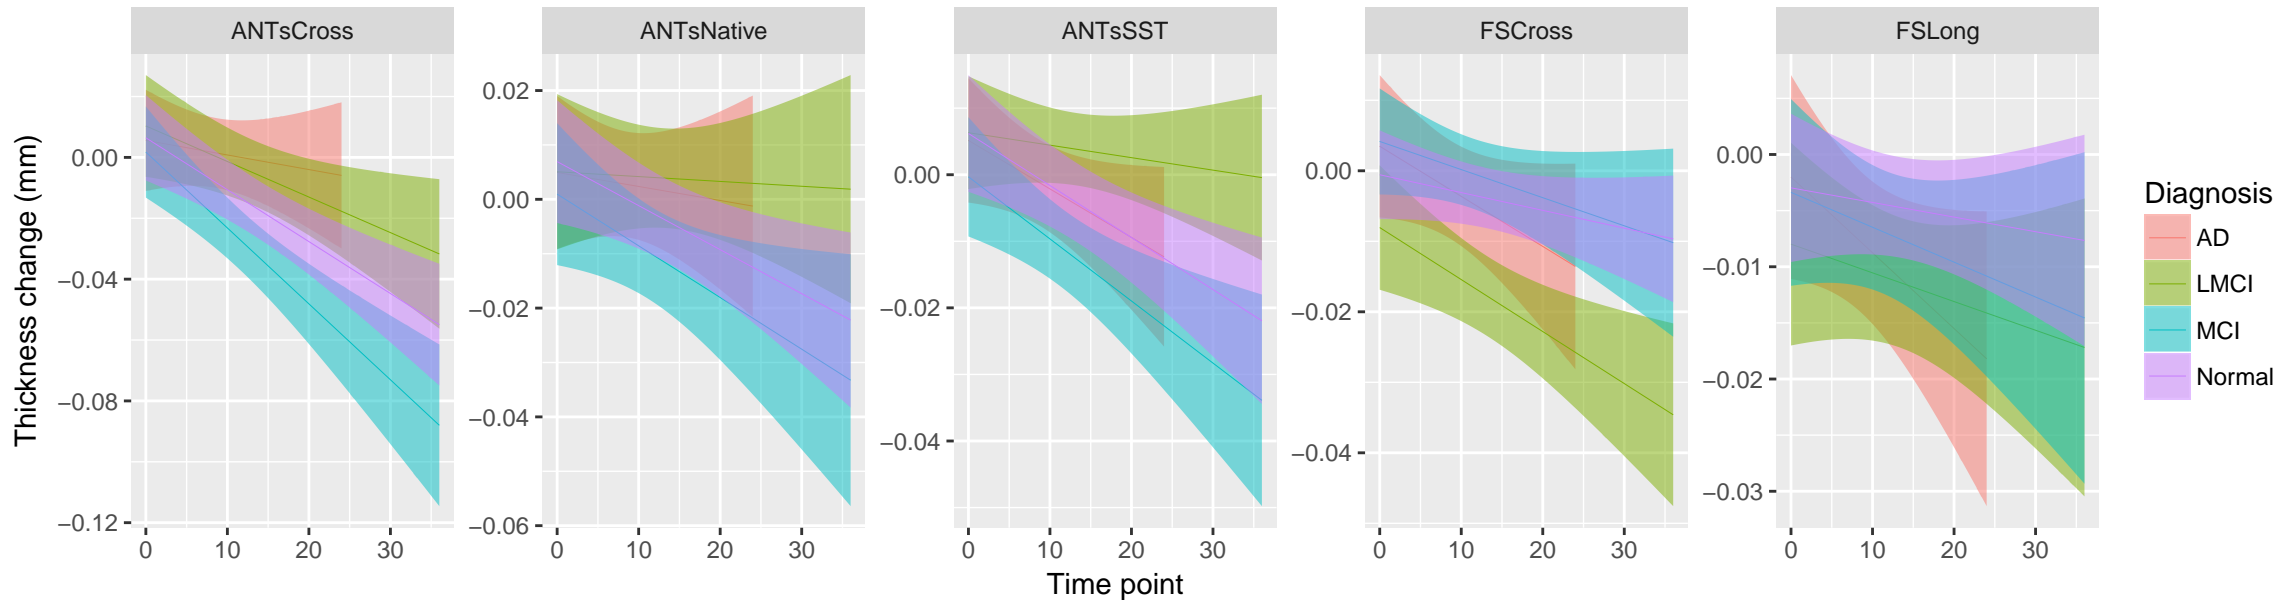 ANTsCross
ANTsNative
ANTsSST
FSCross
FSLong
Thickness change (mm)
0.00
−0.04
−0.08
−0.12
0 10 20 30
0.02
0.00
−0.02
−0.04
−0.06
0 10 20 30
0.00
−0.02
−0.04
0 10 20 30
0.00
−0.02
−0.04
0 10 20 30
0.00
−0.01
−0.02
−0.03
0 10 20 30
Time point
Diagnosis
AD
LMCI
MCI
Normal